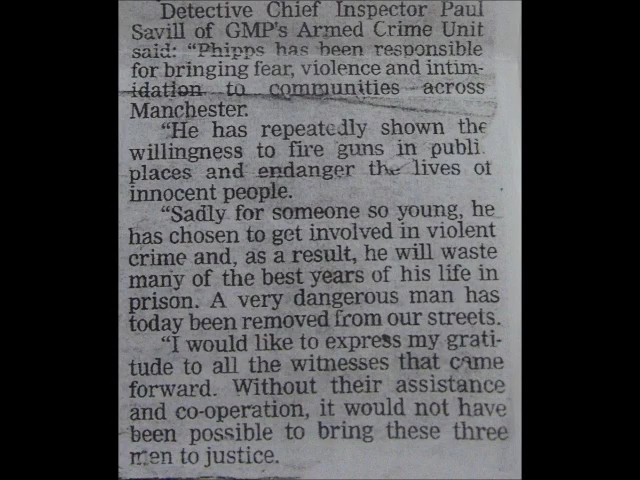 Detective Chief Inspector Paul
Savill of GMP's Armed Crime Unit
said: "Phipps has been responsible
for bringing fear, violence and intim-
idation to communities across
Manchester.
"He has repeatedly shown the
willingness to fire guns in publi
places and endanger the lives of
innocent people.
"Sadly for someone so young, he
has chosen to get involved in violent
crime and, as a result, he will waste
many of the best years of his life in
prison. A very dangerous man has
today been removed from our streets.
"I would like to express my grati-
tude to all the witnesses that came
forward. Without their assistance
and co-operation, it would not have
been possible to bring these three
men to justice.